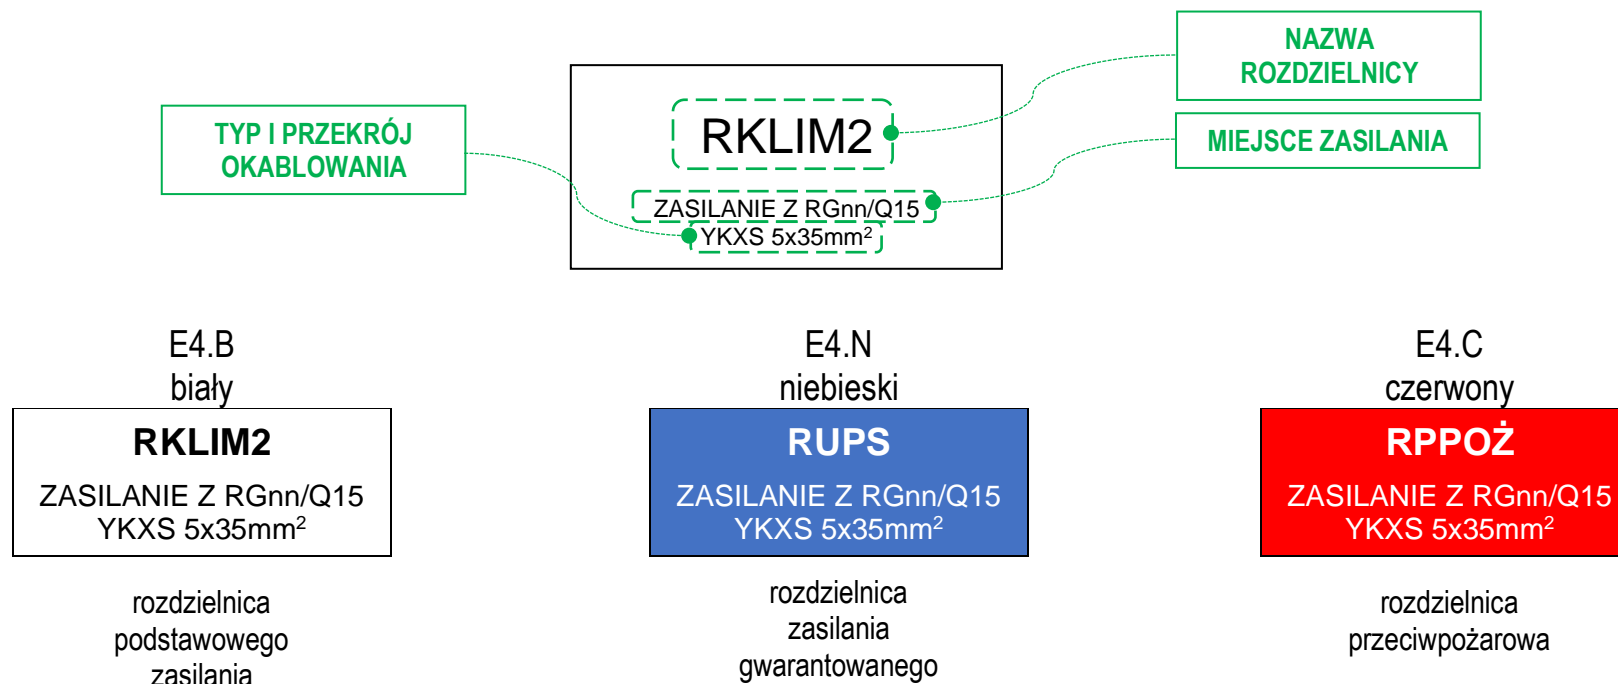 NAZWA
ROZDZIELNICY
TYP I PRZEKRÓJ
OKABLOWANIA
RKLIM2
MIEJSCE ZASILANIA
ZASILANIE Z RGnn/Q15
YKXS 5x35mm²
E4.B
biały
RKLIM2
ZASILANIE Z RGnn/Q15
YKXS 5x35mm²
rozdzielnica
podstawowego
zasilania
E4.N
niebieski
RUPS
ZASILANIE Z RGnn/Q15
YKXS 5x35mm²
rozdzielnica
zasilania
gwarantowanego
E4.C
czerwony
RPPOŻ
ZASILANIE Z RGnn/Q15
YKXS 5x35mm²
rozdzielnica
przeciwpożarowa